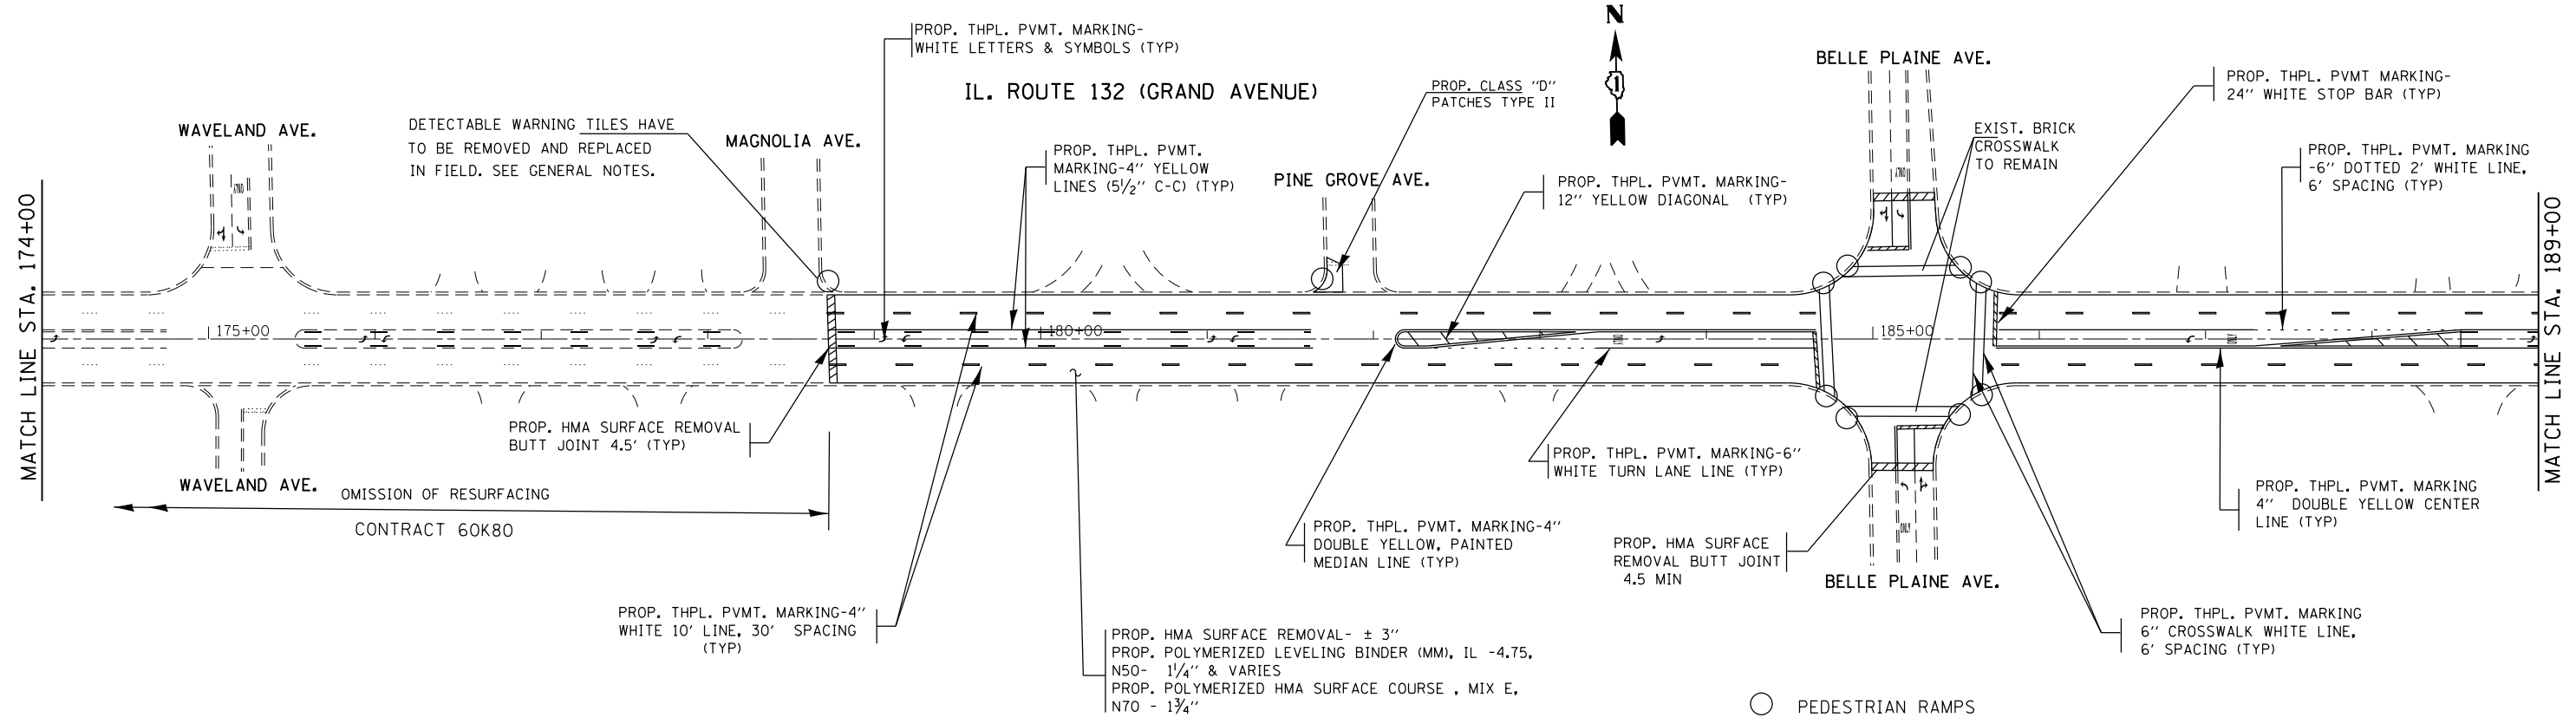 PROP. THPL. PVMT. MARKING-
WHITE LETTERS & SYMBOLS (TYP)
IL. ROUTE 132 (GRAND AVENUE)
N
1
BELLE PLAINE AVE.
PROP. CLASS "D"
PATCHES TYPE II
PROP. THPL. PVMT MARKING-
24" WHITE STOP BAR (TYP)
WAVELAND AVE.
DETECTABLE WARNING TILES HAVE
TO BE REMOVED AND REPLACED
IN FIELD. SEE GENERAL NOTES.
MAGNOLIA AVE.
PROP. THPL. PVMT.
MARKING-4" YELLOW
LINES (5½" C-C) (TYP)
PINE GROVE AVE.
PROP. THPL. PVMT. MARKING-
12" YELLOW DIAGONAL (TYP)
EXIST. BRICK
CROSSWALK
TO REMAIN
PROP. THPL. PVMT. MARKING
-6" DOTTED 2' WHITE LINE,
6' SPACING (TYP)
MATCH LINE STA. 174+00
ONLY
ONLY
175+00
180+00
ONLY
185+00
ONLY
MATCH LINE STA. 189+00
PROP. HMA SURFACE REMOVAL
BUTT JOINT 4.5' (TYP)
WAVELAND AVE.
OMISSION OF RESURFACING
CONTRACT 60K80
PROP. THPL. PVMT. MARKING-6"
WHITE TURN LANE LINE (TYP)
PROP. THPL. PVMT. MARKING-4"
DOUBLE YELLOW, PAINTED
MEDIAN LINE (TYP)
PROP. HMA SURFACE
REMOVAL BUTT JOINT
4.5 MIN
ONLY
BELLE PLAINE AVE.
PROP. THPL. PVMT. MARKING
4" DOUBLE YELLOW CENTER
LINE (TYP)
PROP. THPL. PVMT. MARKING-4"
WHITE 10' LINE, 30' SPACING
(TYP)
PROP. HMA SURFACE REMOVAL- ± 3"
PROP. POLYMERIZED LEVELING BINDER (MM), IL -4.75,
N50- 1¼" & VARIES
PROP. POLYMERIZED HMA SURFACE COURSE , MIX E,
N70 - 1¾"
PROP. THPL. PVMT. MARKING
6" CROSSWALK WHITE LINE,
6' SPACING (TYP)
PEDESTRIAN RAMPS